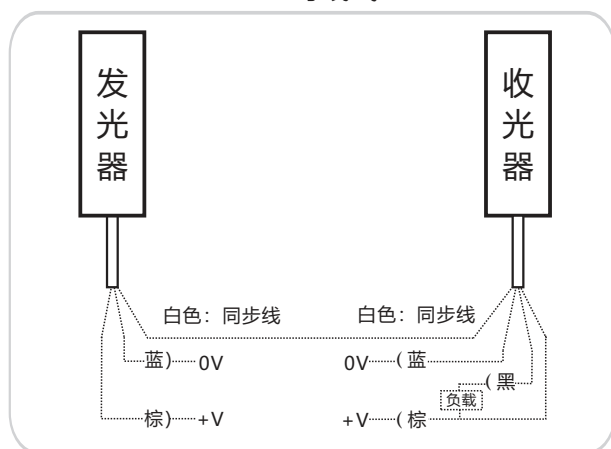 发光器
收光器
白色：同步线
白色：同步线
蓝) 0V
0V (蓝
(黑
负载
棕) +V
+V (棕